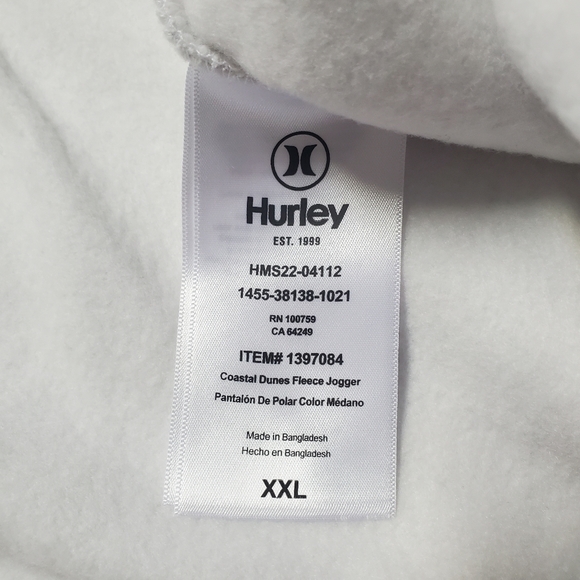 Hurley
EST. 1999
HMS22-04112
1455-38138-1021
RN 100759
CA 64249
ITEM# 1397084
Coastal Dunes Fleece Jogger
Pantalón De Polar Color Médano
Made in Bangladesh
Hecho en Bangladesh
XXL